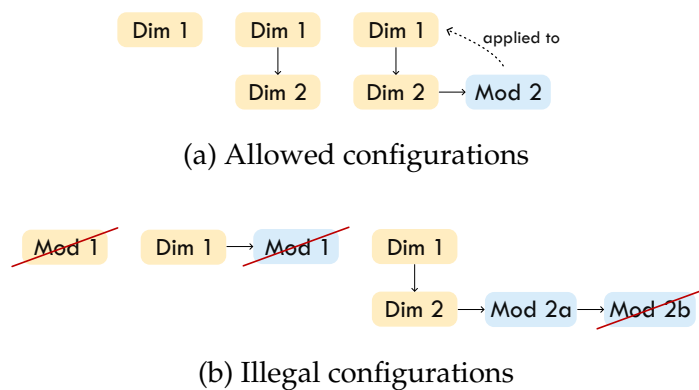 Dim 1 Dim 1 Dim 1 applied to
Dim 2 Dim 2 Mod 2
(a) Allowed configurations
Mod 1 Dim 1 Mod 1 Dim 1
Dim 2 Mod 2a Mod 2b
(b) Illegal configurations